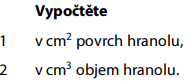 Vypočtěte
1 v cm² povrch hranolu,
2 v cm³ objem hranolu.